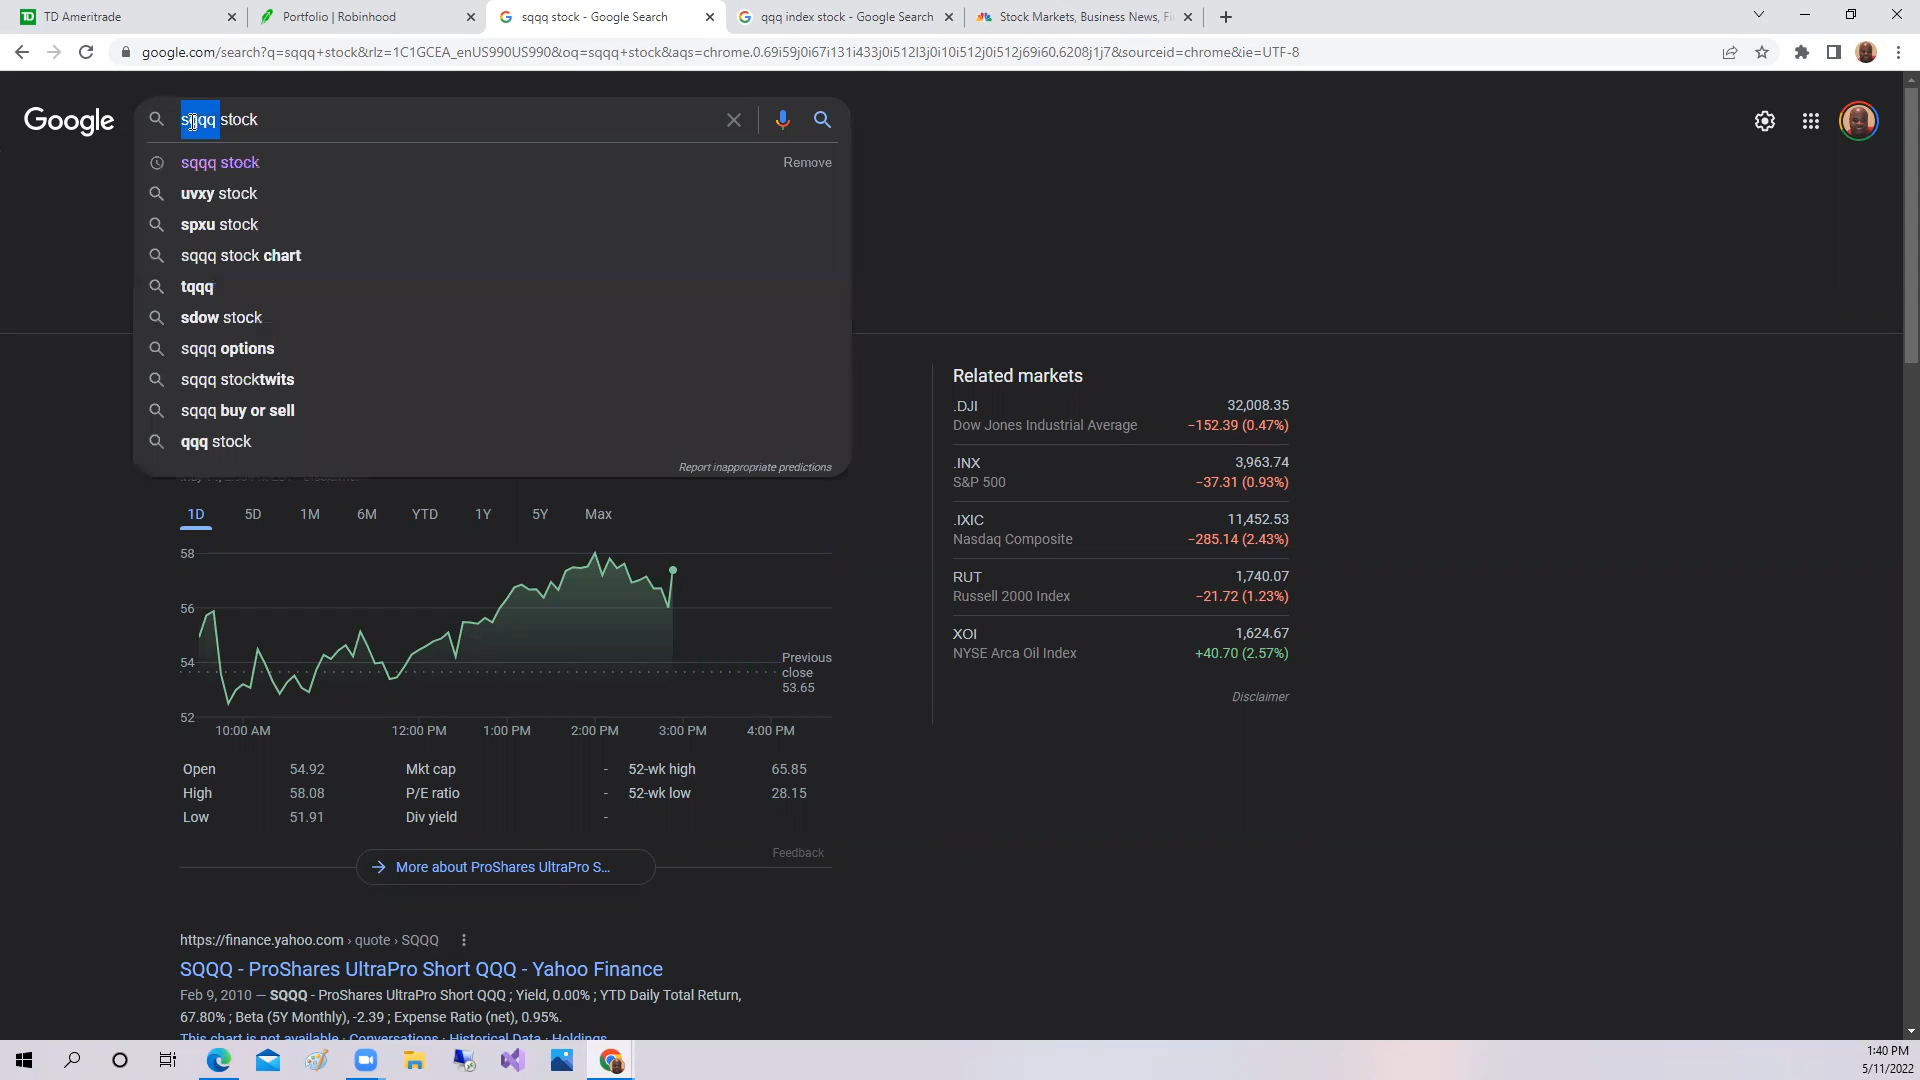 TD Ameritrade
Portfolio | Robinhood
sqqq stock - Google Search
qqq index stock - Google Search
Stock Markets, Business News, Fi
google.com/search?q=sqqq+stock&rlz=1C1GCEA_enUS990US990&oq=sqqq+stock&aqs=chrome.0.69i59j0i67i131i433j0i512l3j0i10i512j0i512j69i60.6208j1j7&sourceid=chrome&ie=UTF-8
Google
sqqq stock
sqqq stock
Remove
uvxy stock
spxu stock
sqqq stock chart
tqqq
sdow stock
sqqq options
sqqq stocktwits
sqqq buy or sell
qqq stock
Report inappropriate predictions
1D 5D 1M 6M YTD 1Y 5Y Max
58
56
54
52
Previous
close
53.65
10:00 AM 12:00 PM 1:00 PM 2:00 PM 3:00 PM 4:00 PM
Open 54.92 Mkt cap - 52-wk high 65.85
High 58.08 P/E ratio - 52-wk low 28.15
Low 51.91 Div yield -
Feedback
More about ProShares UltraPro S...
https://finance.yahoo.com › quote › SQQQ
SQQQ - ProShares UltraPro Short QQQ - Yahoo Finance
Feb 9, 2010 — SQQQ - ProShares UltraPro Short QQQ ; Yield, 0.00% ; YTD Daily Total Return,
67.80% ; Beta (5Y Monthly), -2.39 ; Expense Ratio (net), 0.95%.
This chart is not available · Conversations · Historical Data · Holdings
Related markets
.DJI 32,008.35
Dow Jones Industrial Average −152.39 (0.47%)
.INX 3,963.74
S&P 500 −37.31 (0.93%)
.IXIC 11,452.53
Nasdaq Composite −285.14 (2.43%)
RUT 1,740.07
Russell 2000 Index −21.72 (1.23%)
XOI 1,624.67
NYSE Arca Oil Index +40.70 (2.57%)
Disclaimer
1:40 PM
5/11/2022